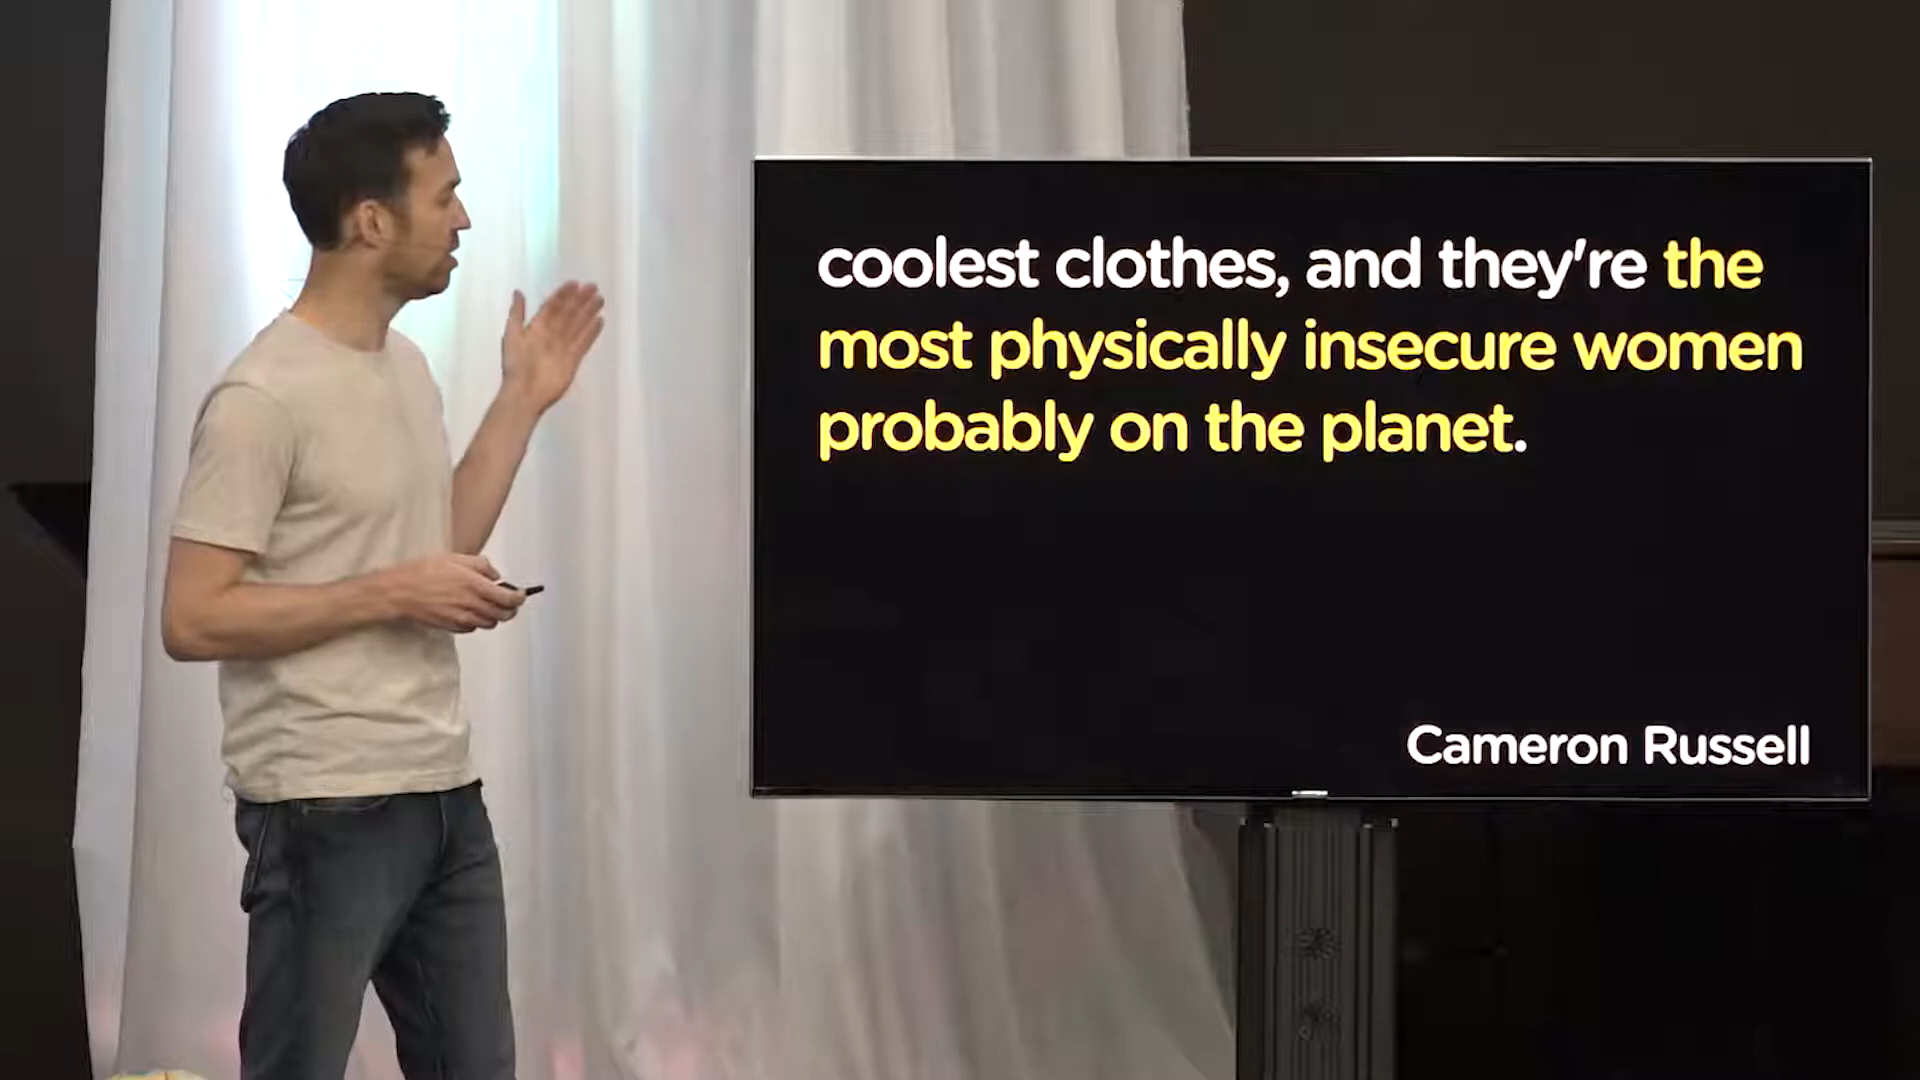 coolest clothes, and they're the
most physically insecure women
probably on the planet.
Cameron Russell